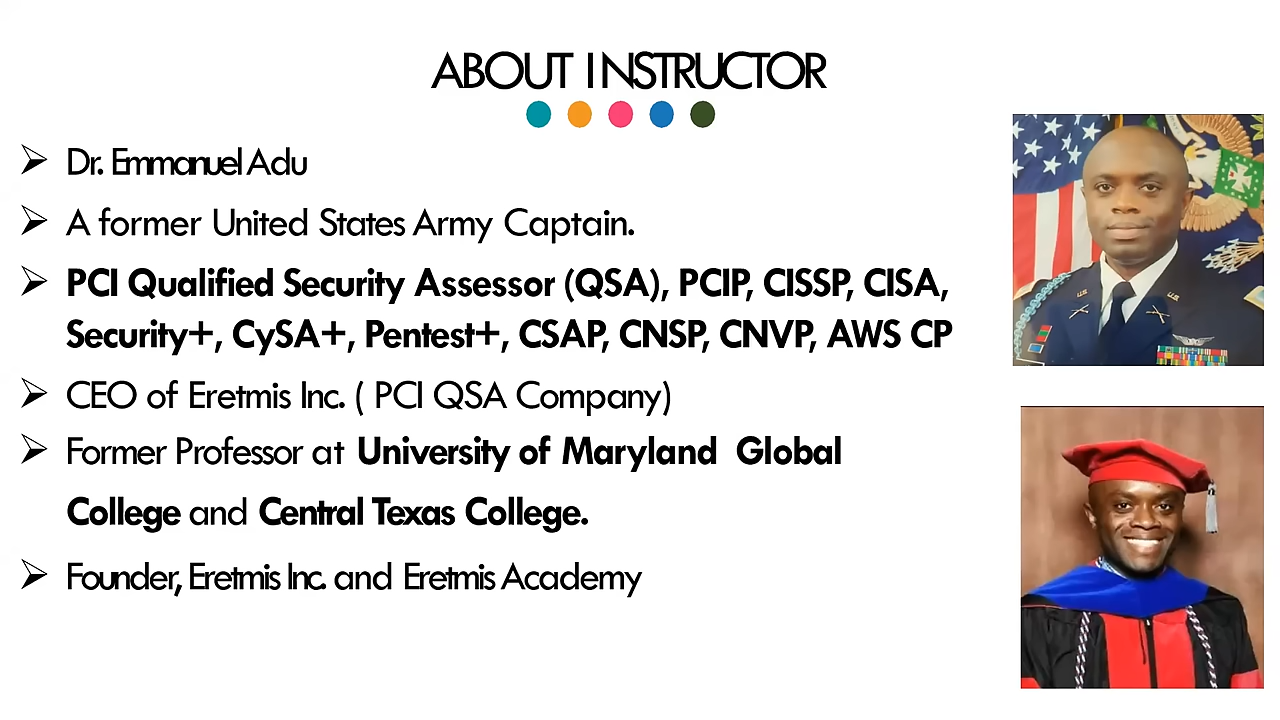 ABOUT INSTRUCTOR
Dr. Emmanuel Adu
A former United States Army Captain.
PCI Qualified Security Assessor (QSA), PCIP, CISSP, CISA,
Security+, CySA+, Pentest+, CSAP, CNSP, CNVP, AWS CP
CEO of Eretmis Inc. ( PCI QSA Company)
Former Professor at University of Maryland Global
College and Central Texas College.
Founder, Eretmis Inc. and Eretmis Academy